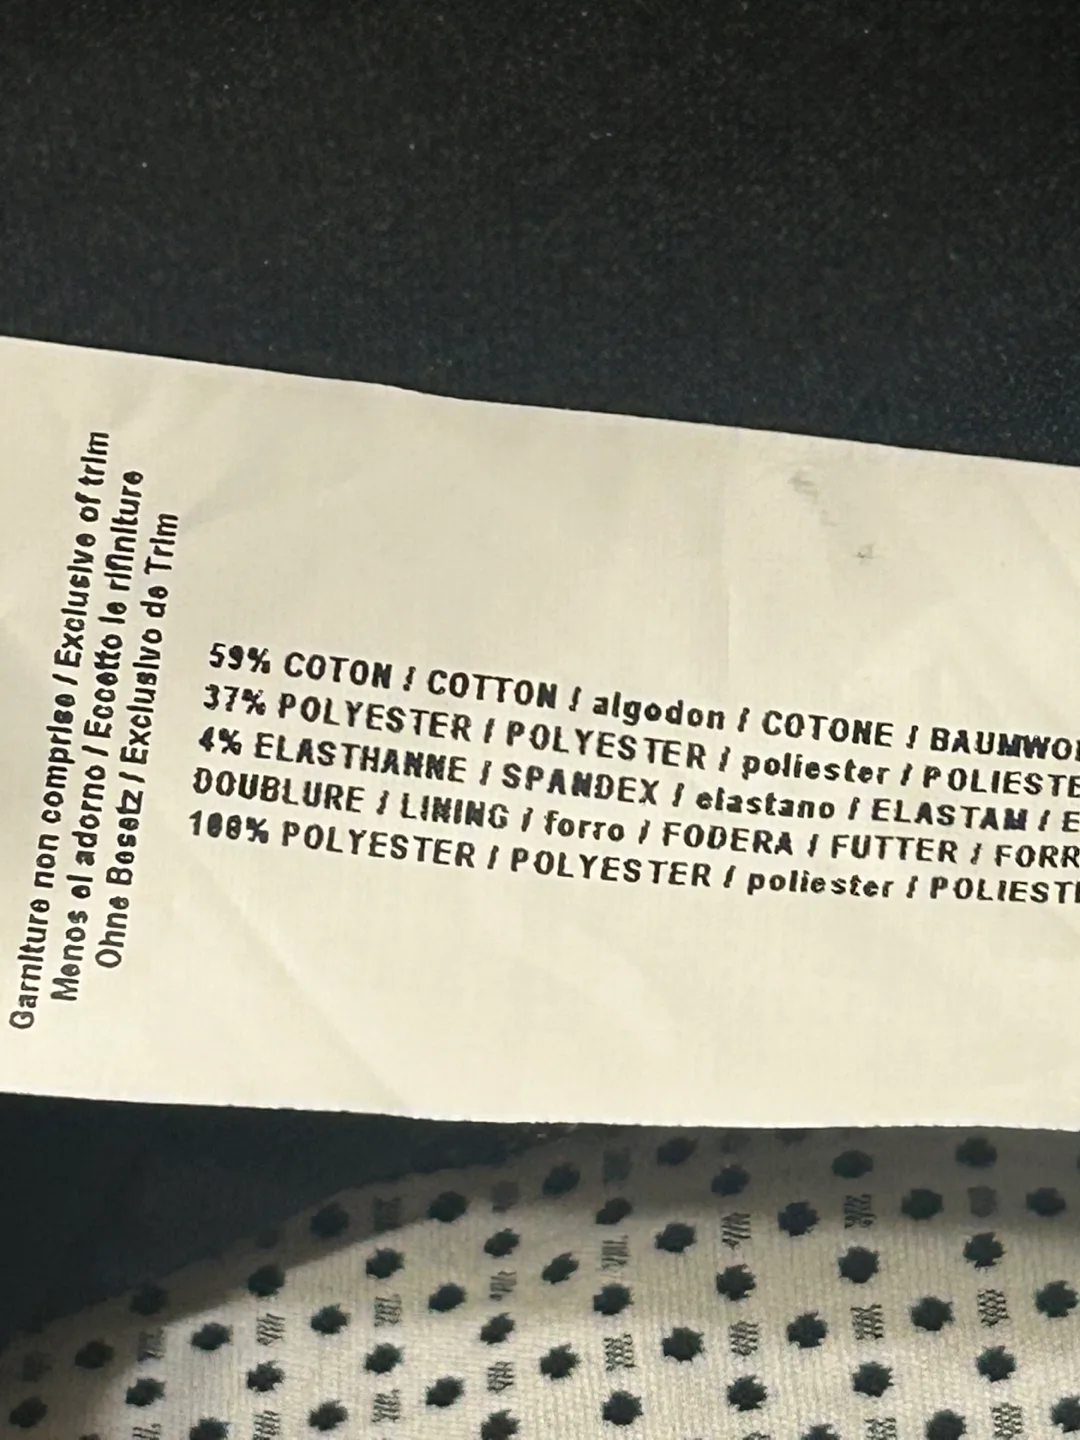 Garniture non comprise / Exclusive of trim
Menos el adorno / Eccetto le rifiniture
Ohne Besetz / Exclusivo de Trim
59% COTON / COTTON / algodon / COTONE / BAUMWO
37% POLYESTER / POLYESTER / poliester / POLIESTE
4% ELASTHANNE / SPANDEX / elastano / ELASTAM / E
DOUBLURE / LINING / forro / FODERA / FUTTER / FORR
100% POLYESTER / POLYESTER / poliester / POLIEST